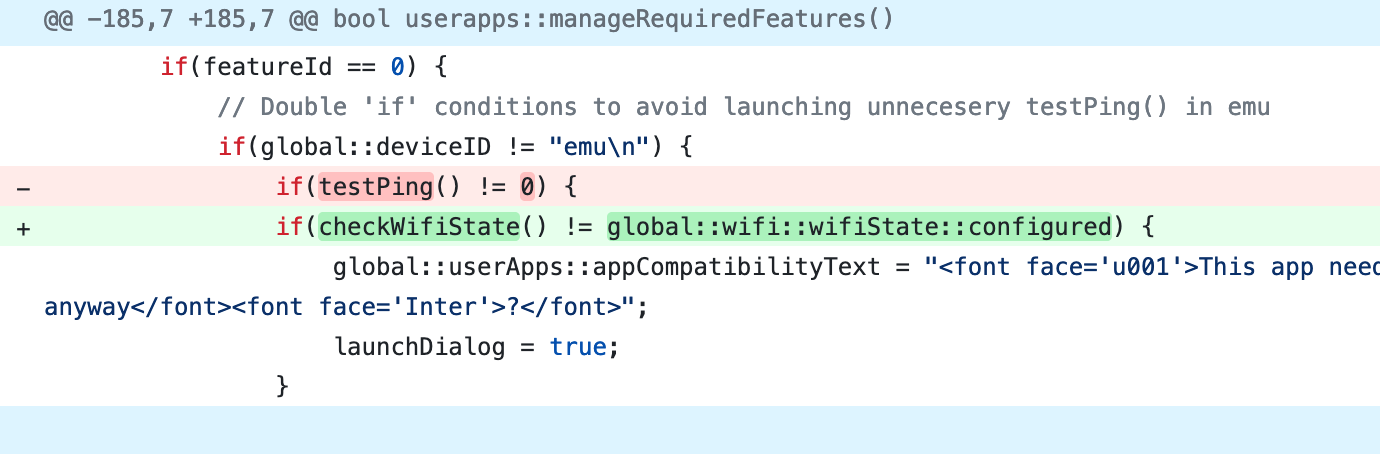 @@ -185,7 +185,7 @@ bool userapps::manageRequiredFeatures()
if(featureId == 0) {
// Double 'if' conditions to avoid launching unnecesery testPing() in emu
if(global::deviceID != "emu\n") {
- if(testPing() != 0) {
+ if(checkWifiState() != global::wifi::wifiState::configured) {
global::userApps::appCompatibilityText = "<font face='u001'>This app need
anyway</font><font face='Inter'>?</font>";
launchDialog = true;
}